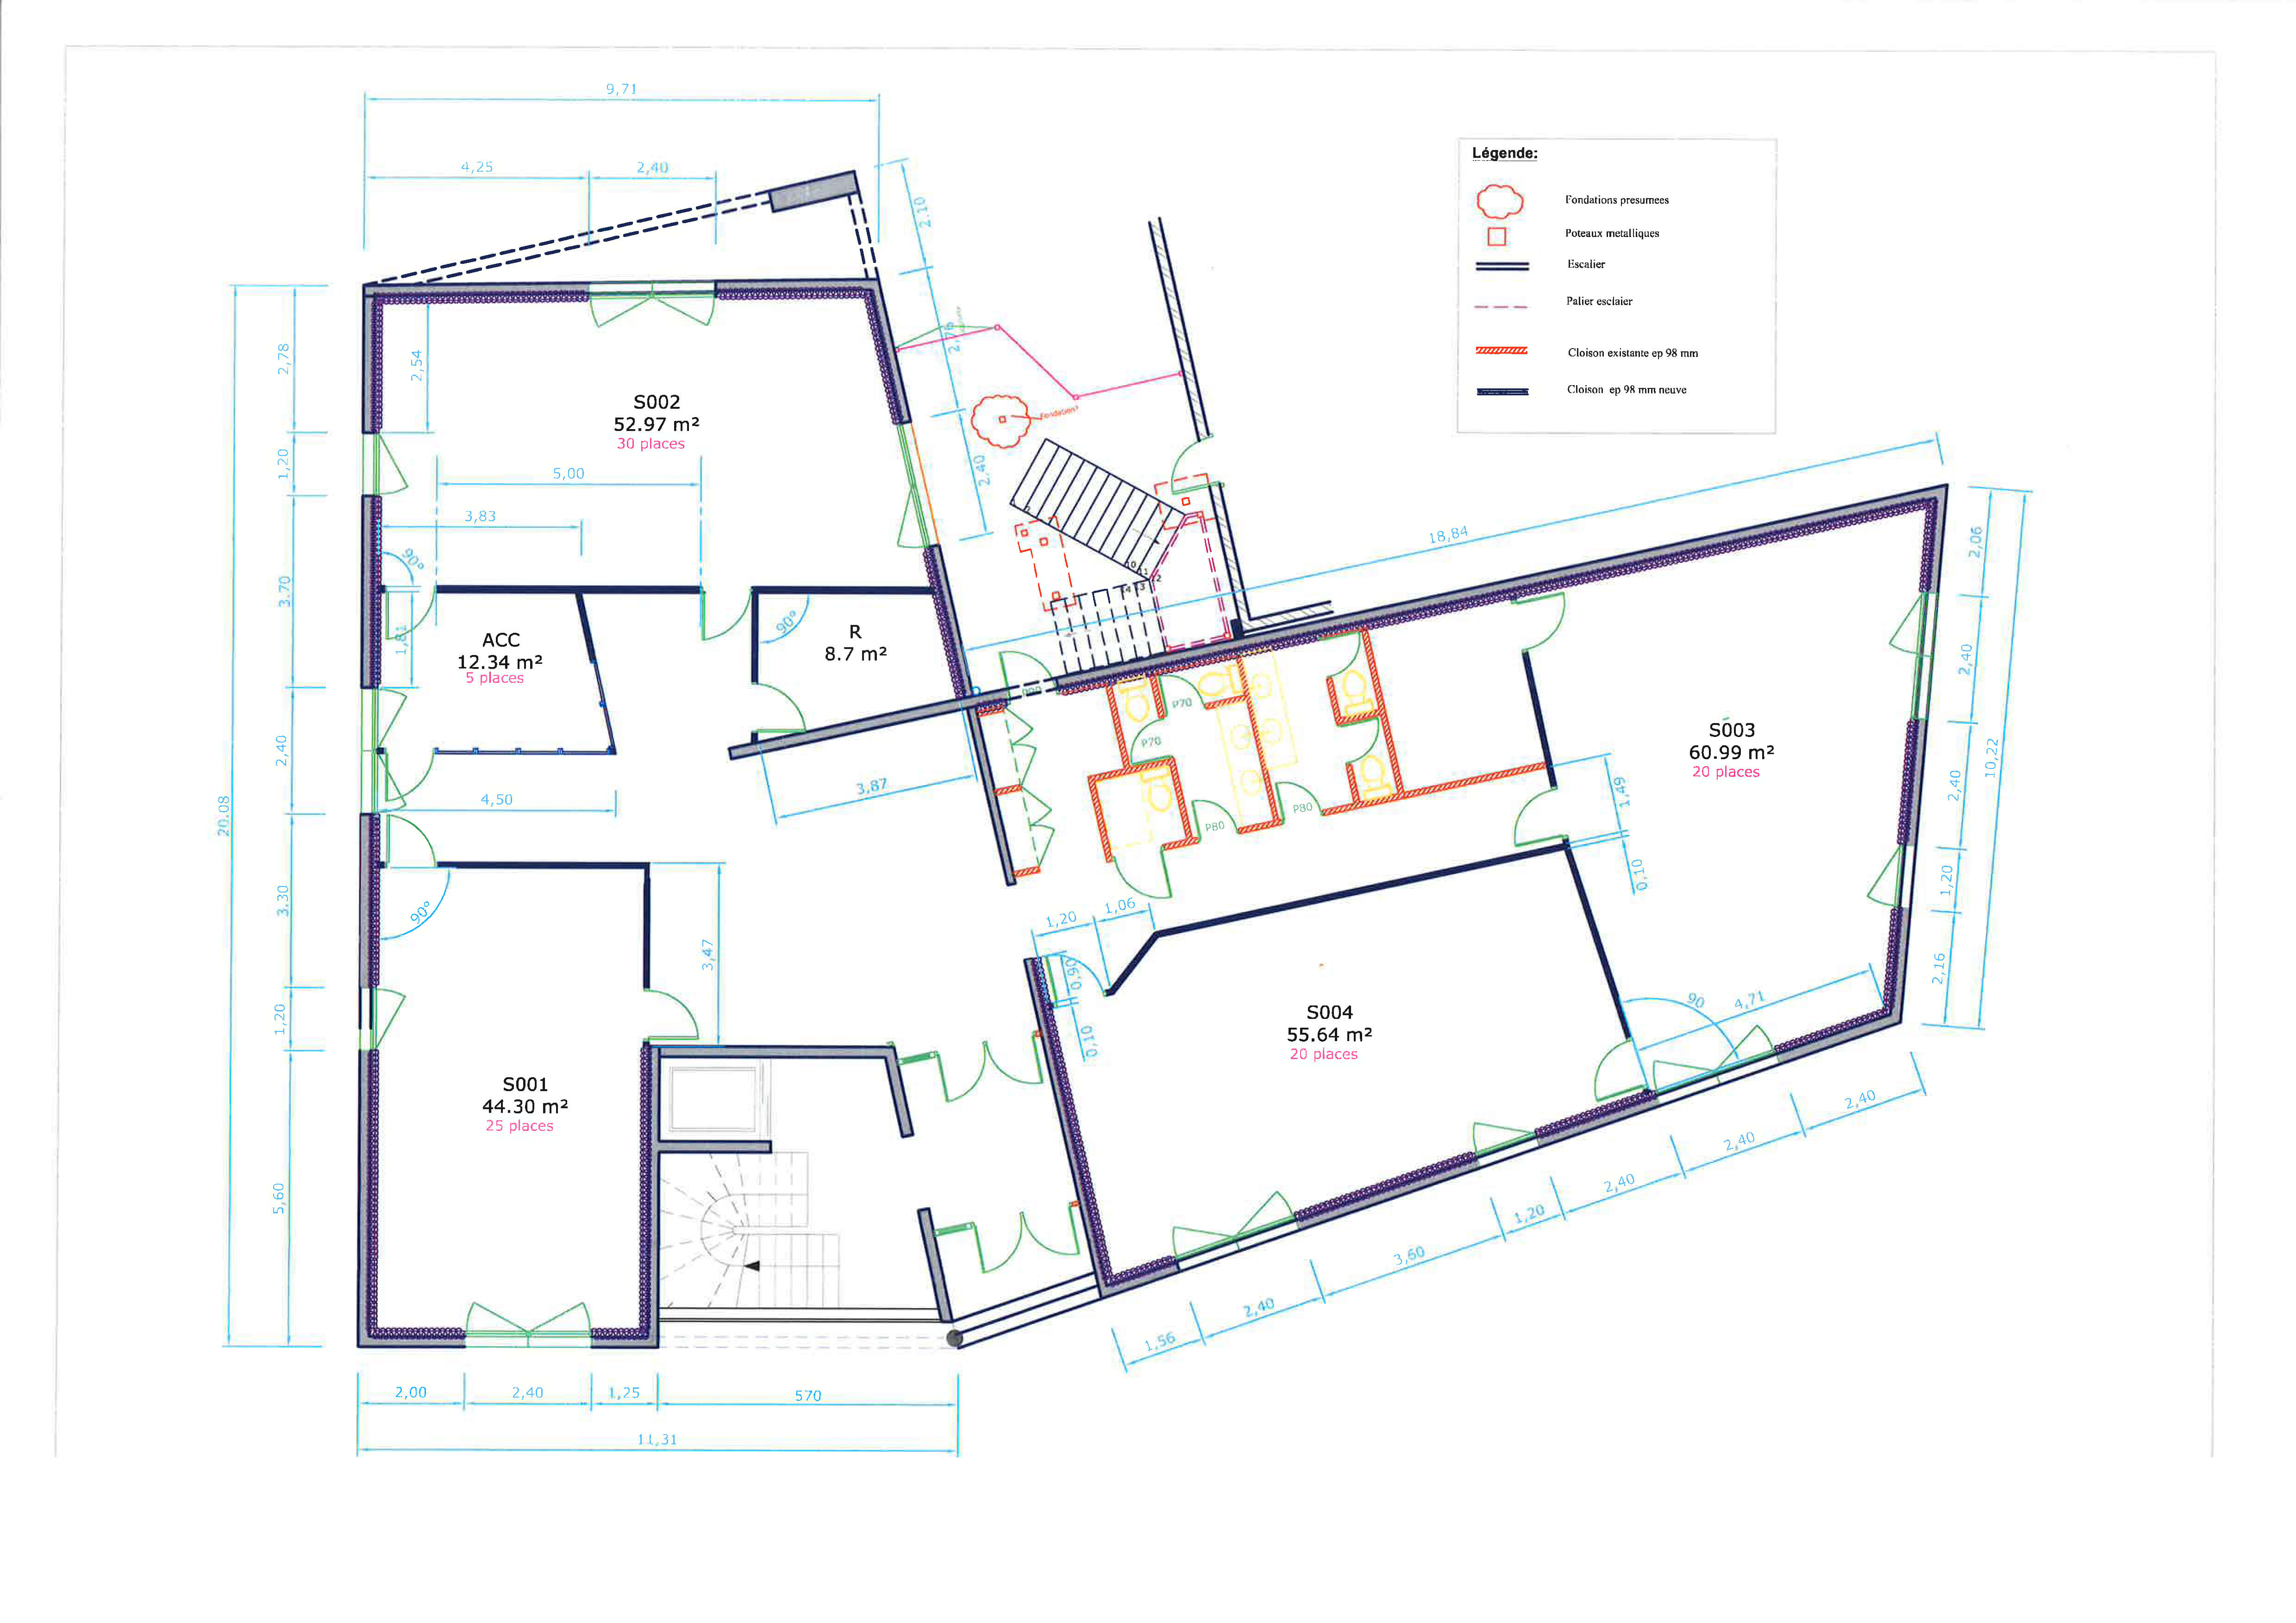 9,71
4,25
2,40
2.10
Légende:
Fondations presumees
Poteaux metalliques
Escalier
Palier esclaier
Cloison existante ep 98 mm
Cloison ep 98 mm neuve
2,78
2,54
S002
52.97 m²
30 places
Fondation?
1,20
5,00
2.40
3,83
90°
18,84
2,06
3.70
1,81
ACC
12.34 m²
5 places
90°
R
8.7 m²
10
11
12
13
14
2,40
P70
P70
S003
60.99 m²
20 places
10,22
2,40
2,40
20.08
4,50
3,87
P80
P80
1,49
0,10
1,20
3.30
90°
3,47
1,20
1,06
0,90
0,10
2,16
90
4,71
1,20
S004
55.64 m²
20 places
S001
44.30 m²
25 places
5,60
2,40
2,40
2,40
1,20
3,60
2,40
1,56
2,00
2,40
1,25
570
11,31